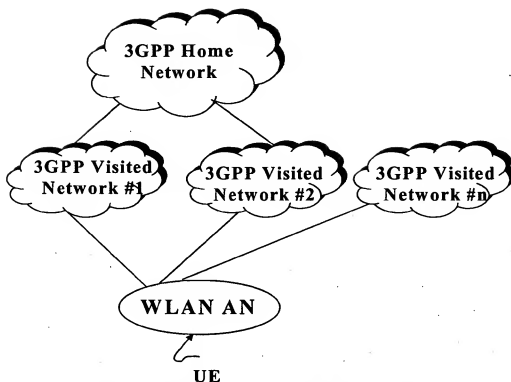 3GPP Home
Network
3GPP Visited
Network #1
3GPP Visited
Network #2
3GPP Visited
Network #n
WLAN AN
UE